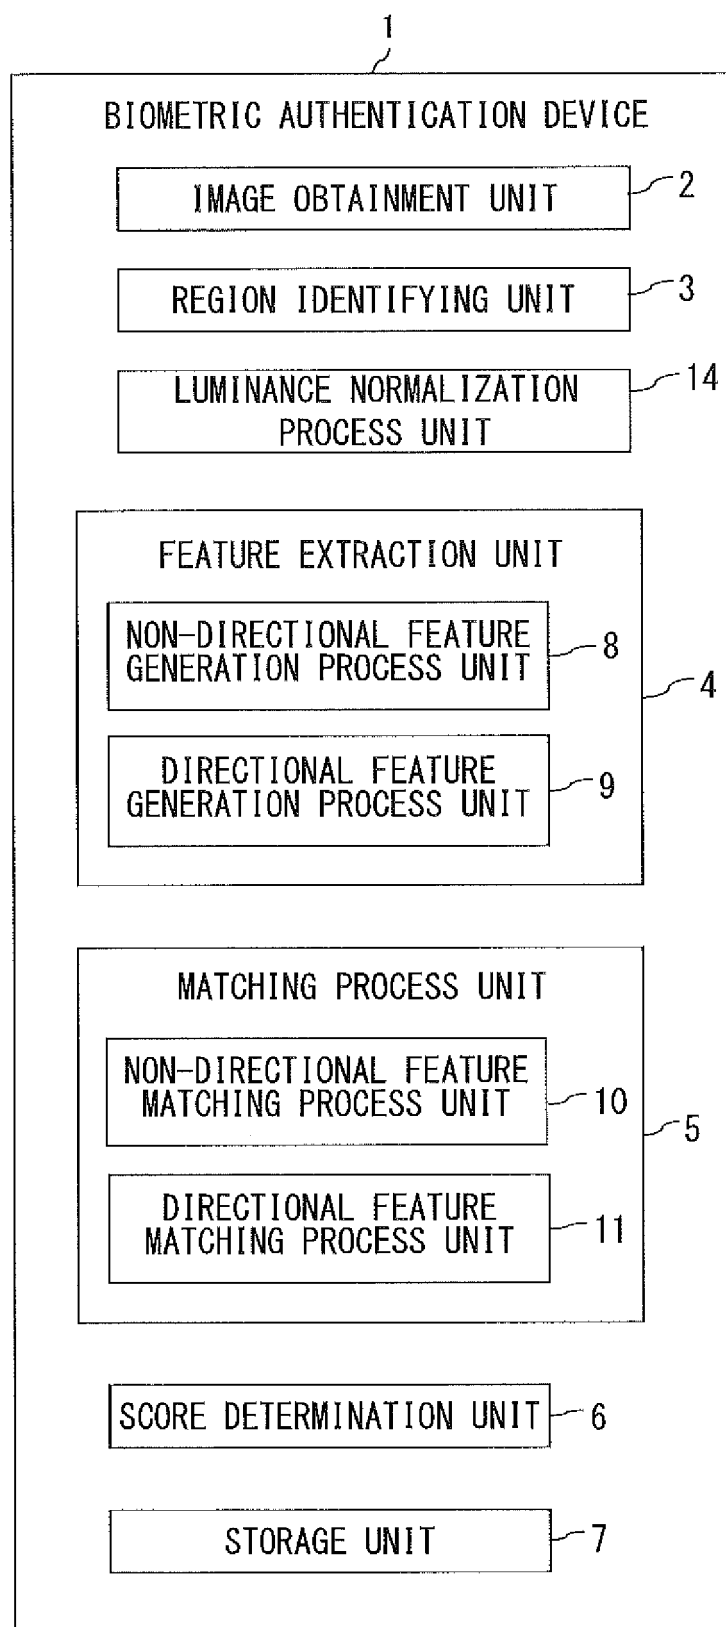 1
BIOMETRIC AUTHENTICATION DEVICE
IMAGE OBTAINMENT UNIT
2
REGION IDENTIFYING UNIT
3
LUMINANCE NORMALIZATION
PROCESS UNIT
14
FEATURE EXTRACTION UNIT
NON-DIRECTIONAL FEATURE
GENERATION PROCESS UNIT
8
4
DIRECTIONAL FEATURE
GENERATION PROCESS UNIT
9
MATCHING PROCESS UNIT
NON-DIRECTIONAL FEATURE
MATCHING PROCESS UNIT
10
5
DIRECTIONAL FEATURE
MATCHING PROCESS UNIT
11
SCORE DETERMINATION UNIT
6
STORAGE UNIT
7